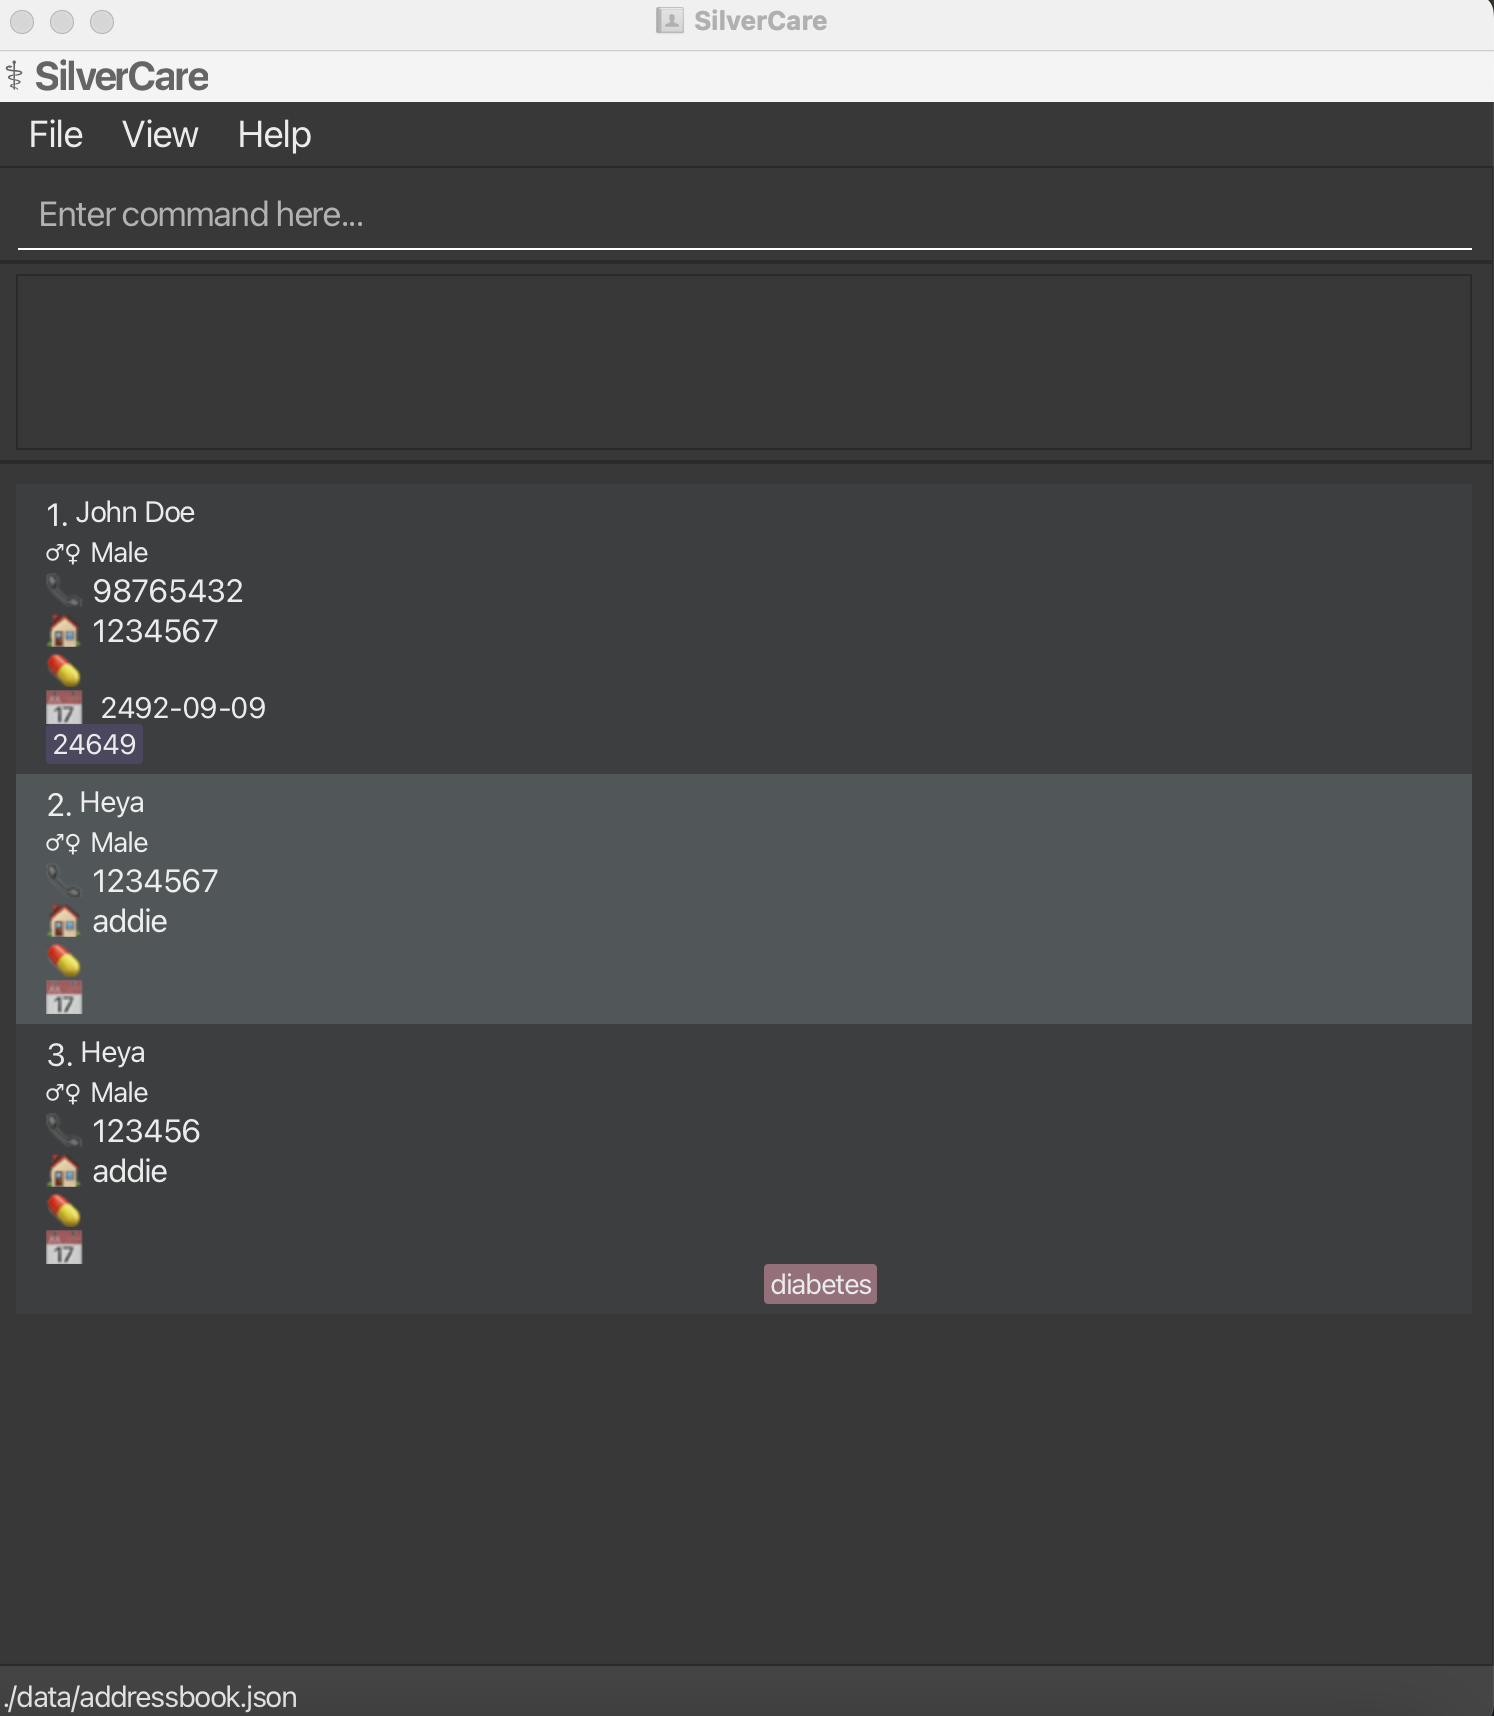 SilverCare
⚕ SilverCare
File View Help
Enter command here...
1. John Doe
♂♀ Male
98765432
1234567
17 2492-09-09
24649
2. Heya
♂♀ Male
1234567
addie
17
3. Heya
♂♀ Male
123456
addie
17
diabetes
./data/addressbook.json